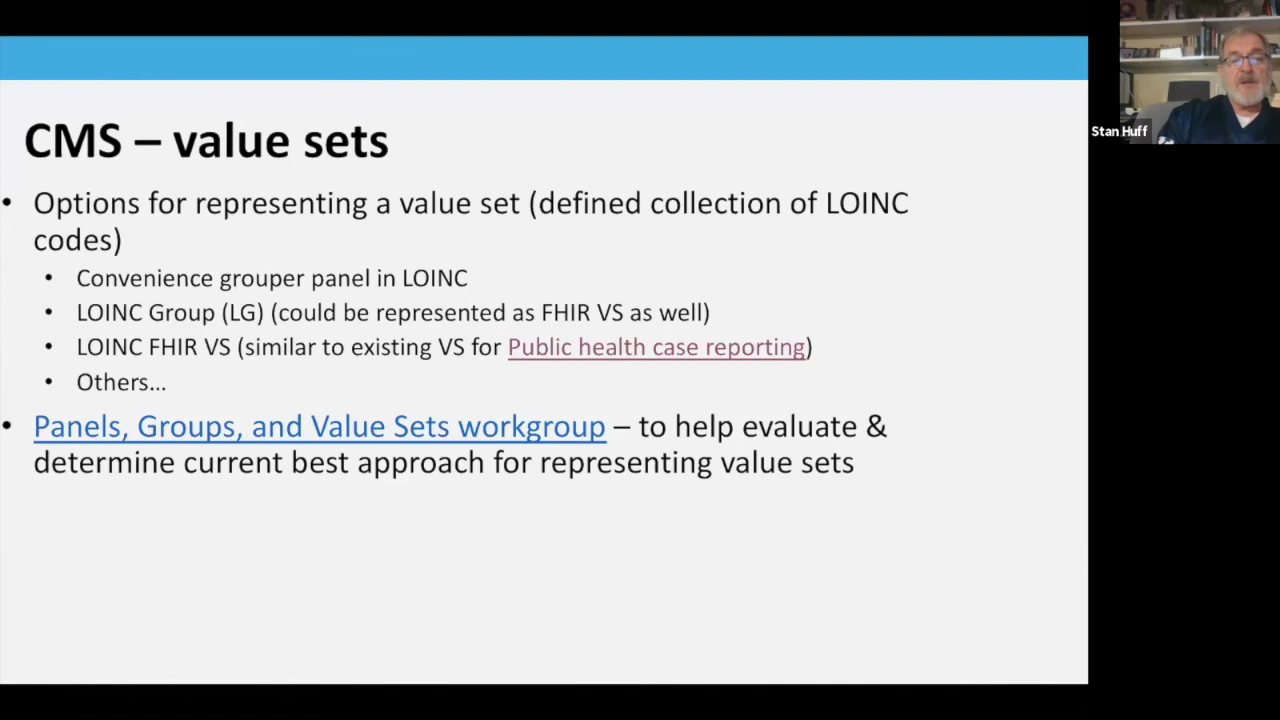 CMS – value sets
• Options for representing a value set (defined collection of LOINC
codes)
• Convenience grouper panel in LOINC
• LOINC Group (LG) (could be represented as FHIR VS as well)
• LOINC FHIR VS (similar to existing VS for Public health case reporting)
• Others...
• Panels, Groups, and Value Sets workgroup – to help evaluate &
determine current best approach for representing value sets
Stan Huff